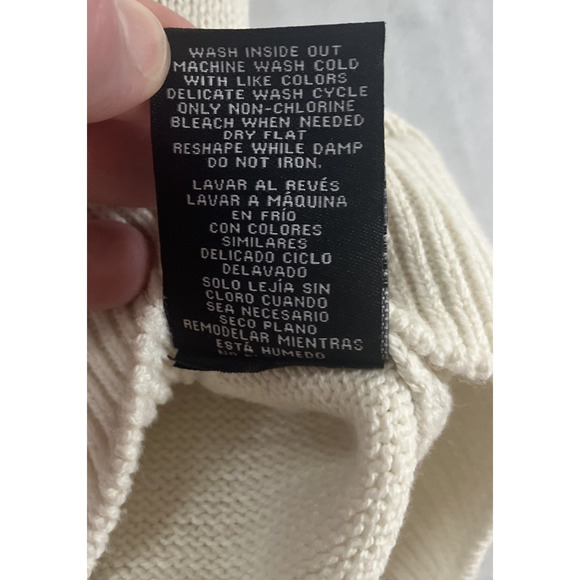 WASH INSIDE OUT
MACHINE WASH COLD
WITH LIKE COLORS
DELICATE WASH CYCLE
ONLY NON-CHLORINE
BLEACH WHEN NEEDED
DRY FLAT
RESHAPE WHILE DAMP
DO NOT IRON.
LAVAR AL REVÉS
LAVAR A MÁQUINA
EN FRÍO
CON COLORES
SIMILARES
DELICADO CICLO
DELAVADO
SOLO LEJÍA SIN
CLORO CUANDO
SEA NECESARIO
SECO PLANO
REMODELAR MIENTRAS
ESTÁ HUMEDO